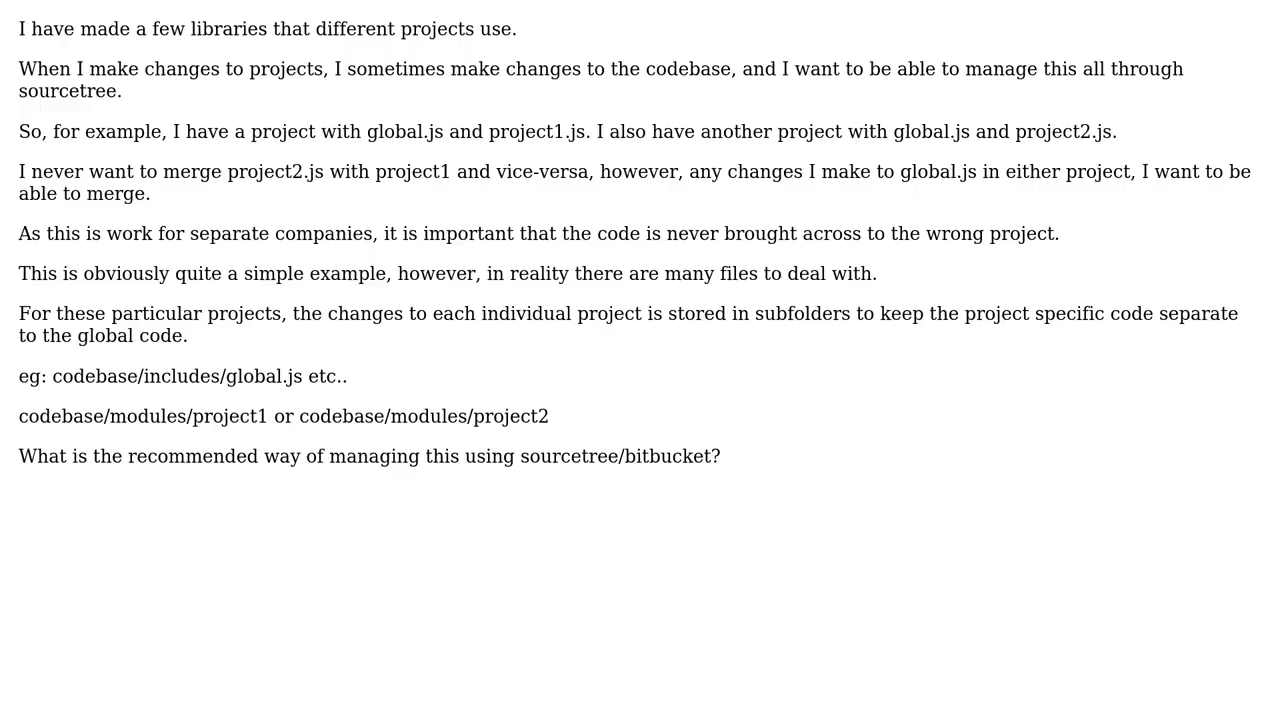 I have made a few libraries that different projects use.
When I make changes to projects, I sometimes make changes to the codebase, and I want to be able to manage this all through
sourcetree.
So, for example, I have a project with global.js and project1.js. I also have another project with global.js and project2.js.
I never want to merge project2.js with project1 and vice-versa, however, any changes I make to global.js in either project, I want to be
able to merge.
As this is work for separate companies, it is important that the code is never brought across to the wrong project.
This is obviously quite a simple example, however, in reality there are many files to deal with.
For these particular projects, the changes to each individual project is stored in subfolders to keep the project specific code separate
to the global code.
eg: codebase/includes/global.js etc..
codebase/modules/project1 or codebase/modules/project2
What is the recommended way of managing this using sourcetree/bitbucket?